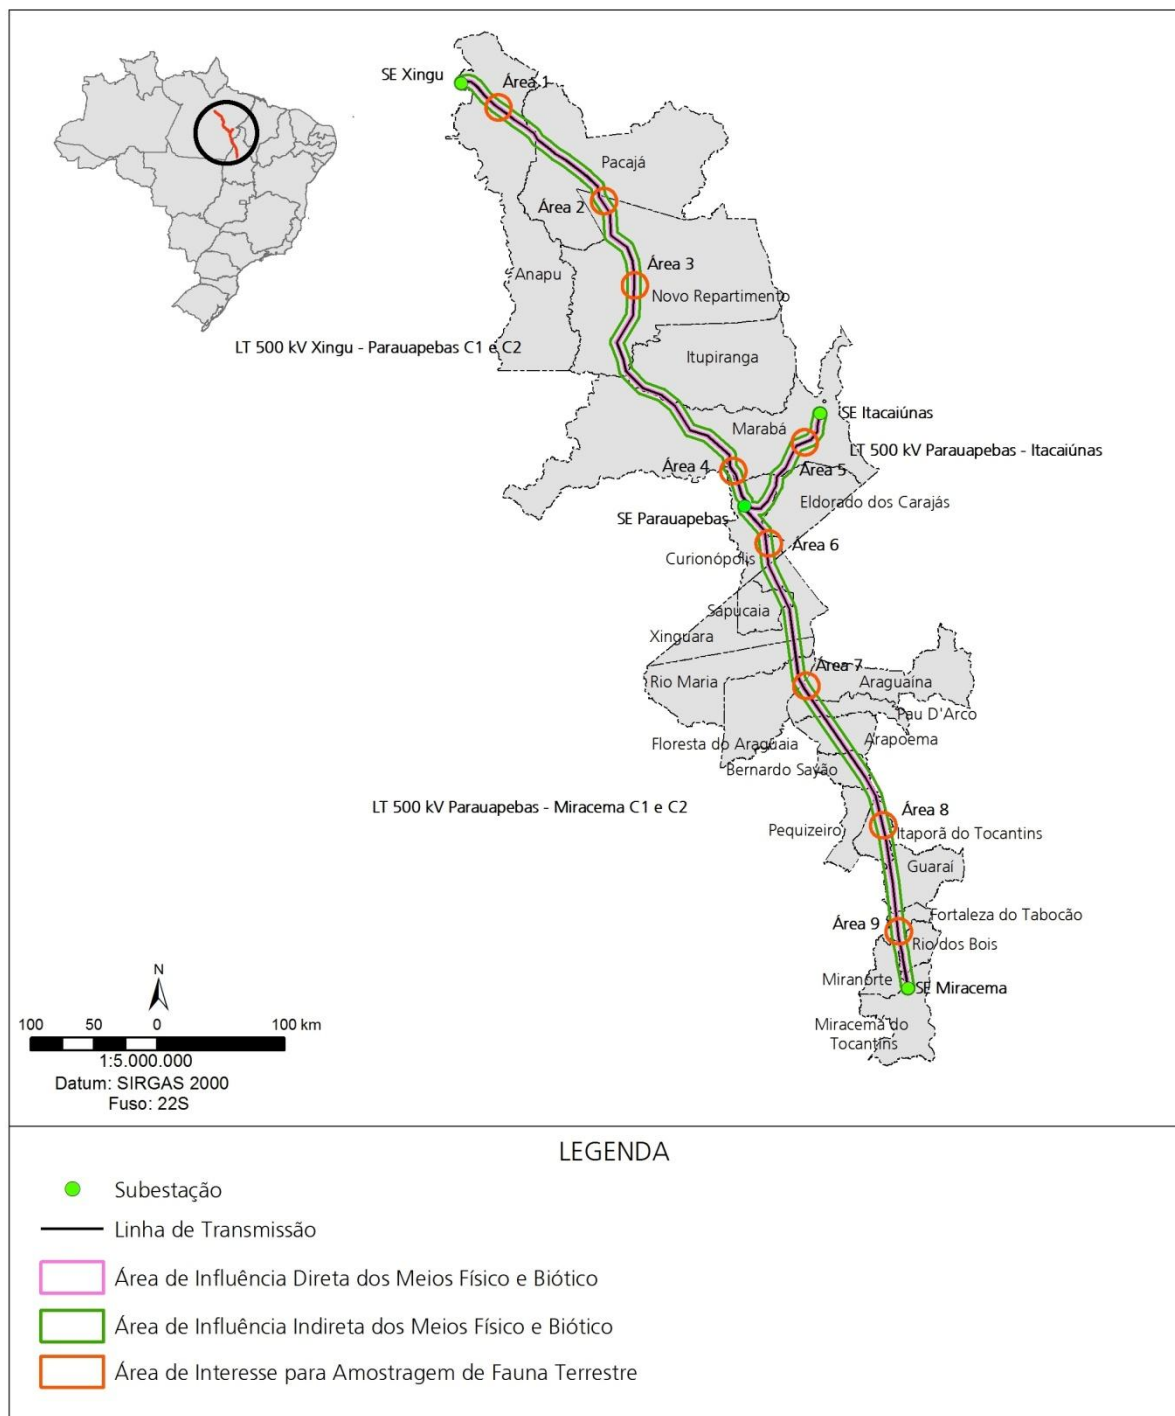 SE Xingu
Área 1
Pacajá
Área 2
Área 3
Anapu
Novo Repartimento
LT 500 kV Xingu - Parauapebas C1 e C2
Itupiranga
SE Itacaiúnas
Marabá
LT 500 kV Parauapebas - Itacaiúnas
Área 4
Área 5
Eldorado dos Carajás
SE Parauapebas
Área 6
Curionópolis
Sapucaia
Xinguara
Área 7
Rio Maria
Araguaína
Pau D'Arco
Arapoema
Floresta do Araguaia
Bernardo Sayão
LT 500 kV Parauapebas - Miracema C1 e C2
Área 8
Pequizeiro
Itaporã do Tocantins
Guaraí
Fortaleza do Tabocão
Área 9
Rio dos Bois
Miranorte
SE Miracema
Miracema do
Tocantins
N
100 50 0 100 km
1:5.000.000
Datum: SIRGAS 2000
Fuso: 22S
LEGENDA
Subestação
Linha de Transmissão
Área de Influência Direta dos Meios Físico e Biótico
Área de Influência Indireta dos Meios Físico e Biótico
Área de Interesse para Amostragem de Fauna Terrestre